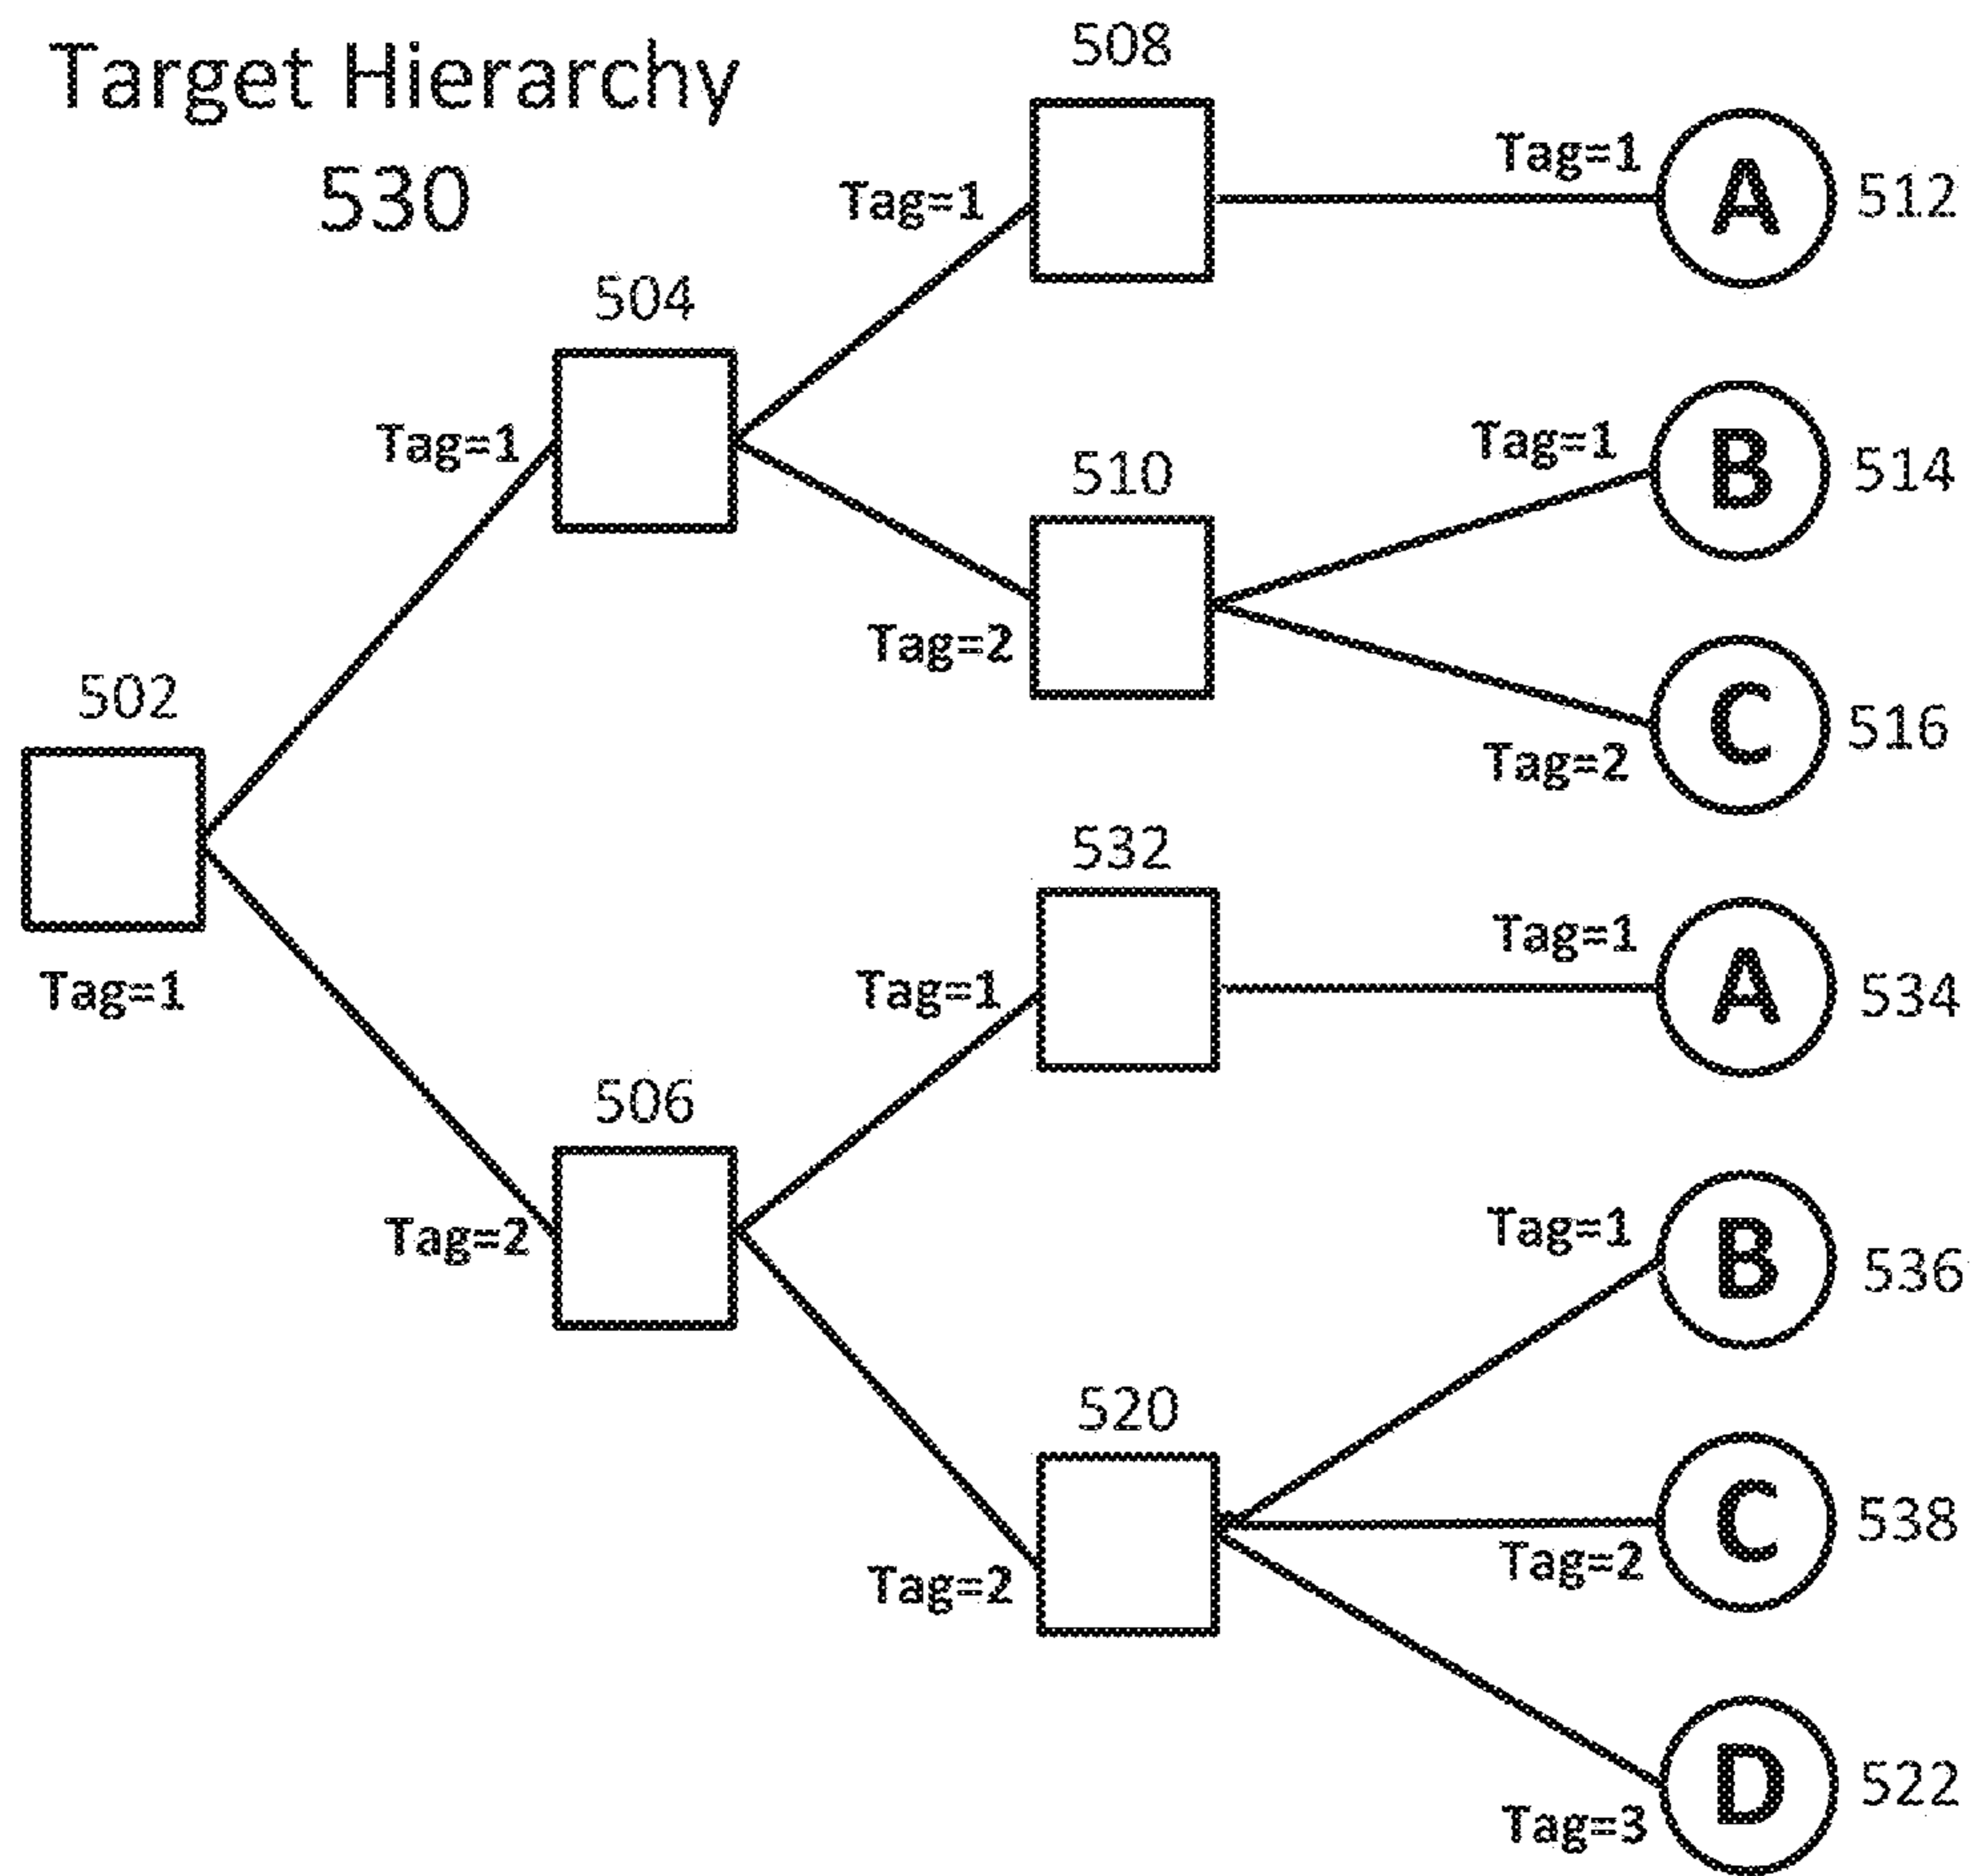 Target Hierarchy
530
508
Tag=1
A
512
Tag=1
504
Tag=1
B
514
Tag=1
510
Tag=2
C
516
Tag=2
502
Tag=1
532
Tag=1
A
534
Tag=1
506
Tag=2
Tag=1
B
536
520
Tag=2
C
538
Tag=2
D
522
Tag=3